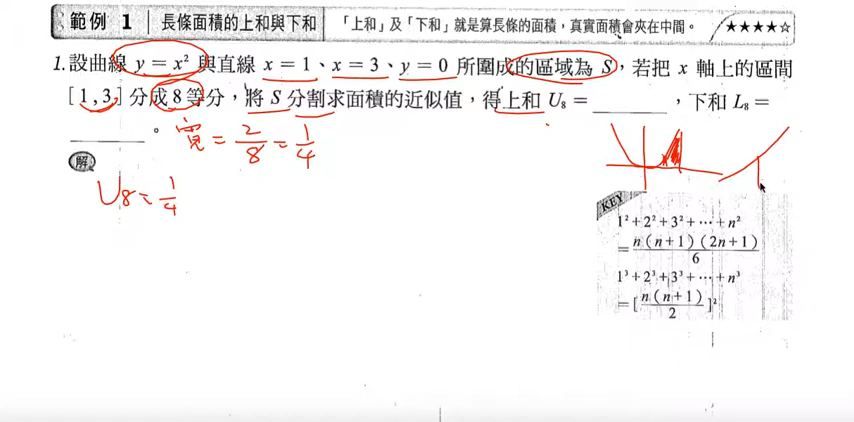 範例 1 長條面積的上和與下和 「上和」及「下和」就是算長條的面積，真實面積會夾在中間。 ★★★★☆
1.設曲線 y = x² 與直線 x = 1、x = 3、y = 0 所圍成的區域為 S，若把 x 軸上的區間
[1, 3] 分成 8 等分，將 S 分割求面積的近似值，得上和 U₈ = ______，下和 L₈ =
______。
寬 = 2/8 = 1/4
解
U₈ = 1/4
KEY
1² + 2² + 3² + ⋯ + n²
= n(n+1)(2n+1)/6
1³ + 2³ + 3³ + ⋯ + n³
= [n(n+1)/2]²